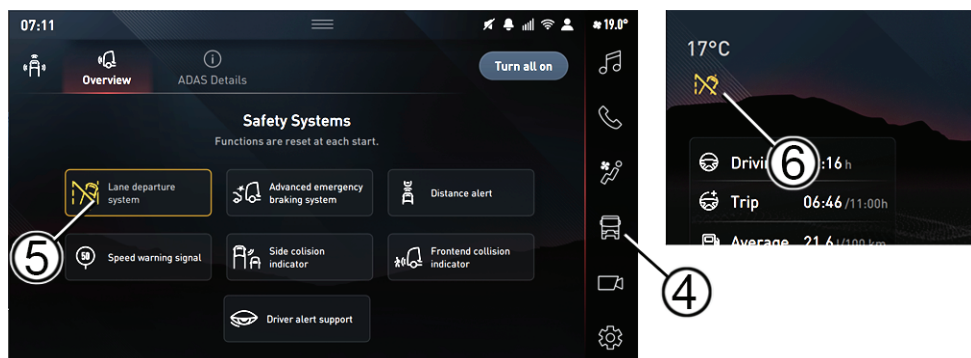 07:11
19.0°
Overview
ADAS Details
Turn all on
Safety Systems
Functions are reset at each start.
Lane departure
system
Advanced emergency
braking system
Distance alert
50
Speed warning signal
Side colision
indicator
Frontend collision
indicator
Driver alert support
5
4
17°C
6
:16 h
Trip 06:46 /11:00h
Average 21.6 l/100 km